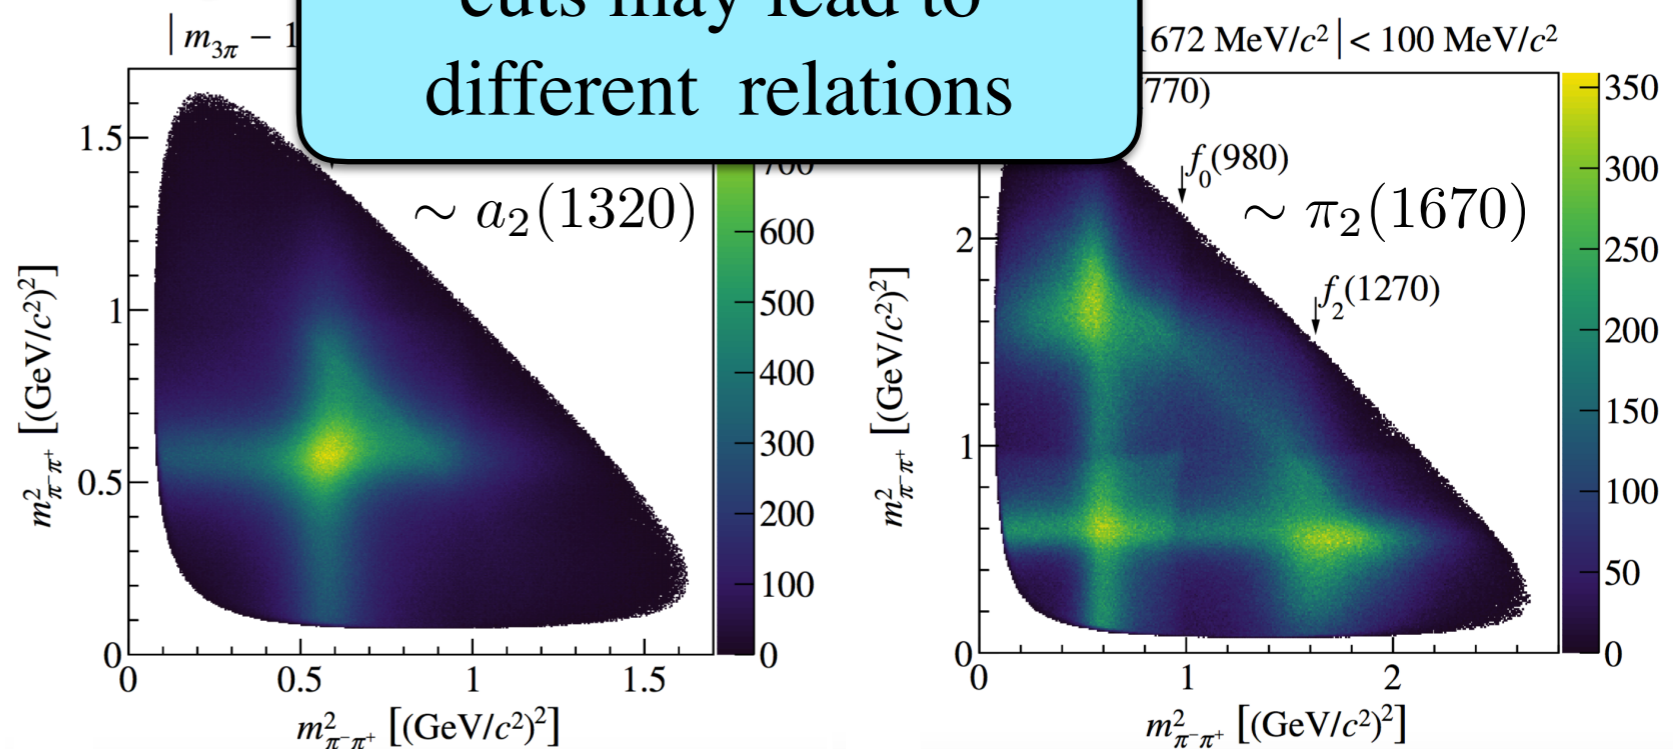 cuts may lead to
different relations
| m3π − 1
1672 MeV/c² | < 100 MeV/c²
770)
f0(980)
f2(1270)
∼ a2(1320)
∼ π2(1670)
1.5
1
0.5
0
0 0.5 1 1.5
m²π⁻π⁺ [(GeV/c²)²]
m²π⁻π⁺ [(GeV/c²)²]
700
600
500
400
300
200
100
0
2
1
0
0 1 2
m²π⁻π⁺ [(GeV/c²)²]
m²π⁻π⁺ [(GeV/c²)²]
350
300
250
200
150
100
50
0